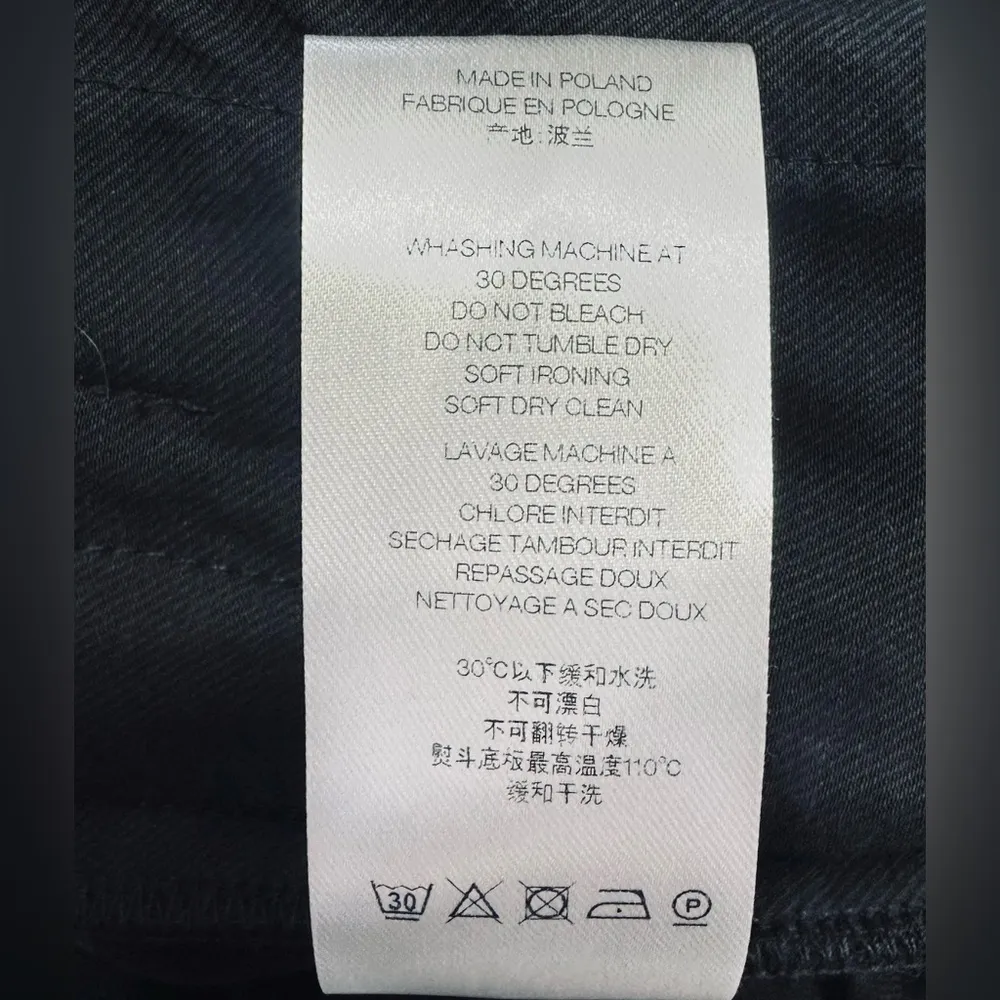 MADE IN POLAND
FABRIQUE EN POLOGNE
产地:波兰
WHASHING MACHINE AT
30 DEGREES
DO NOT BLEACH
DO NOT TUMBLE DRY
SOFT IRONING
SOFT DRY CLEAN
LAVAGE MACHINE A
30 DEGREES
CHLORE INTERDIT
SECHAGE TAMBOUR INTERDIT
REPASSAGE DOUX
NETTOYAGE A SEC DOUX
30°C以下缓和水洗
不可漂白
不可翻转干燥
熨斗底板最高温度110°C
缓和干洗
30 P